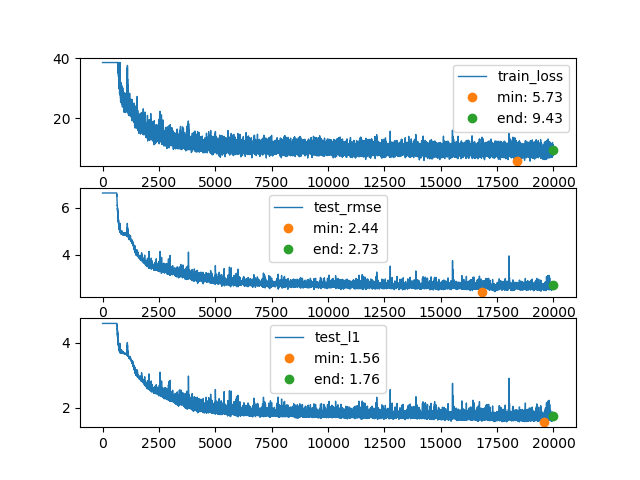 40
20
train_loss
min: 5.73
end: 9.43
0 2500 5000 7500 10000 12500 15000 17500 20000
6
4
test_rmse
min: 2.44
end: 2.73
0 2500 5000 7500 10000 12500 15000 17500 20000
4
2
test_l1
min: 1.56
end: 1.76
0 2500 5000 7500 10000 12500 15000 17500 20000